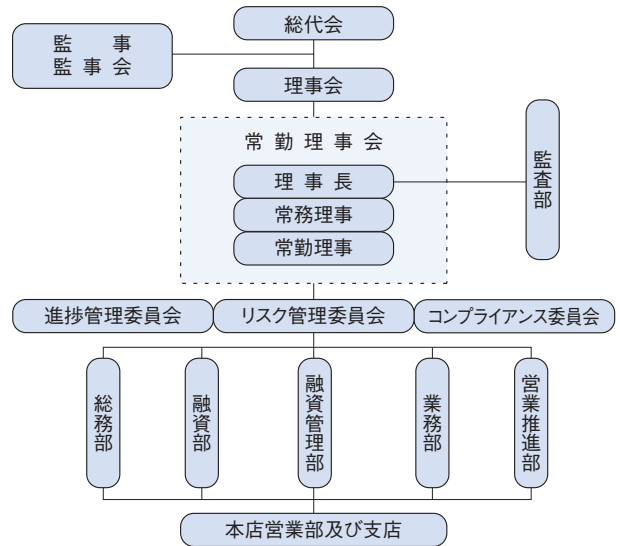 総代会
監事
監事会
理事会
常勤理事会
理事長
常務理事
常勤理事
監査部
進捗管理委員会
リスク管理委員会
コンプライアンス委員会
総務部
融資部
融資管理部
業務部
営業推進部
本店営業部及び支店